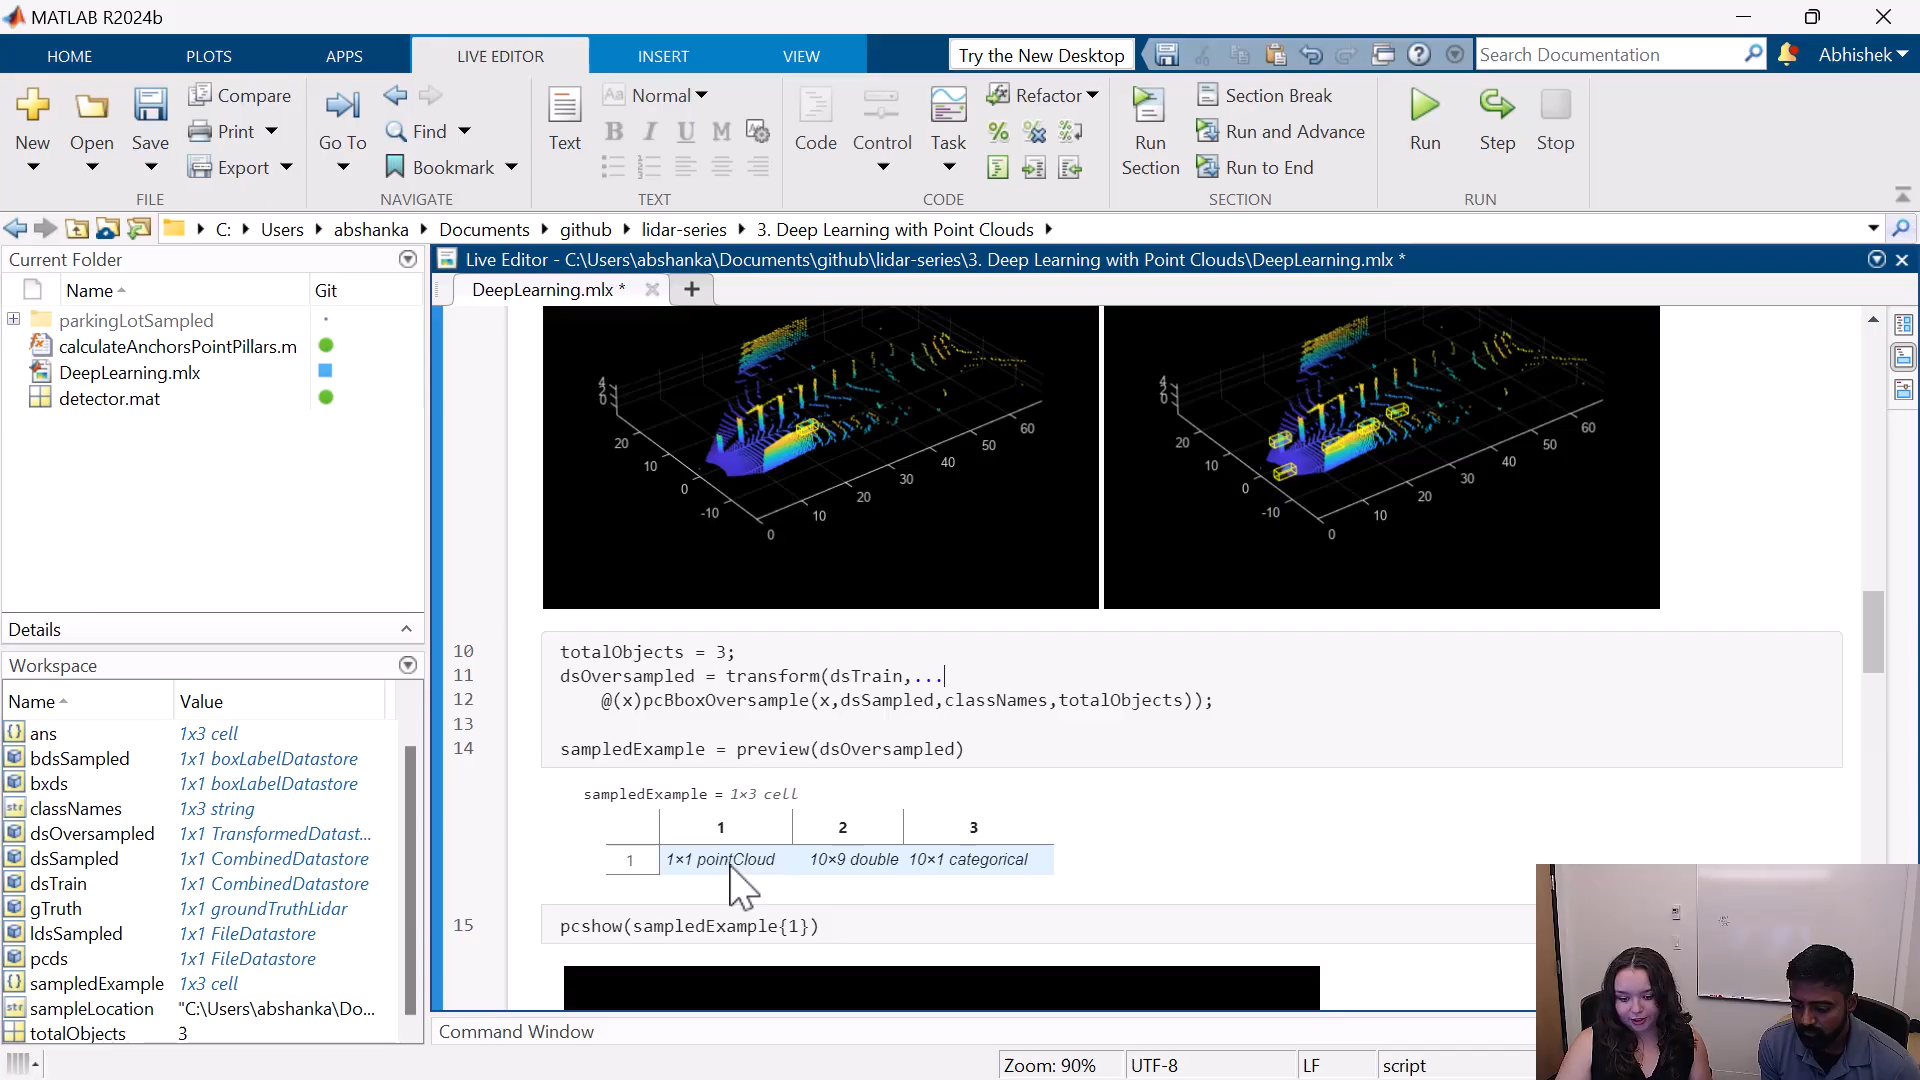 MATLAB R2024b
HOME PLOTS APPS LIVE EDITOR INSERT VIEW Try the New Desktop Search Documentation Abhishek
New Open Save Compare Print Export FILE
Go To Find Bookmark NAVIGATE
Text Aa Normal B I U M TEXT
Code Control Task Refactor CODE
Run Section Section Break Run and Advance Run to End SECTION
Run Step Stop RUN
C: Users abshanka Documents github lidar-series 3. Deep Learning with Point Clouds
Current Folder
Name Git
parkingLotSampled
calculateAnchorsPointPillars.m
DeepLearning.mlx
detector.mat
Details
Workspace
Name Value
ans 1x3 cell
bdsSampled 1x1 boxLabelDatastore
bxds 1x1 boxLabelDatastore
classNames 1x3 string
dsOversampled 1x1 TransformedDatast...
dsSampled 1x1 CombinedDatastore
dsTrain 1x1 CombinedDatastore
gTruth 1x1 groundTruthLidar
ldsSampled 1x1 FileDatastore
pcds 1x1 FileDatastore
sampledExample 1x3 cell
sampleLocation "C:\Users\abshanka\Do...
totalObjects 3
Live Editor - C:\Users\abshanka\Documents\github\lidar-series\3. Deep Learning with Point Clouds\DeepLearning.mlx *
DeepLearning.mlx *
4 2 0 20 10 0 -10 0 10 20 30 40 50 60
4 2 0 20 10 0 -10 0 10 20 30 40 50 60
10 totalObjects = 3;
11 dsOversampled = transform(dsTrain,...
12 @(x)pcBboxOversample(x,dsSampled,classNames,totalObjects));
13
14 sampledExample = preview(dsOversampled)
sampledExample = 1×3 cell
1 2 3
1 1×1 pointCloud 10×9 double 10×1 categorical
15 pcshow(sampledExample{1})
Command Window
Zoom: 90% UTF-8 LF script